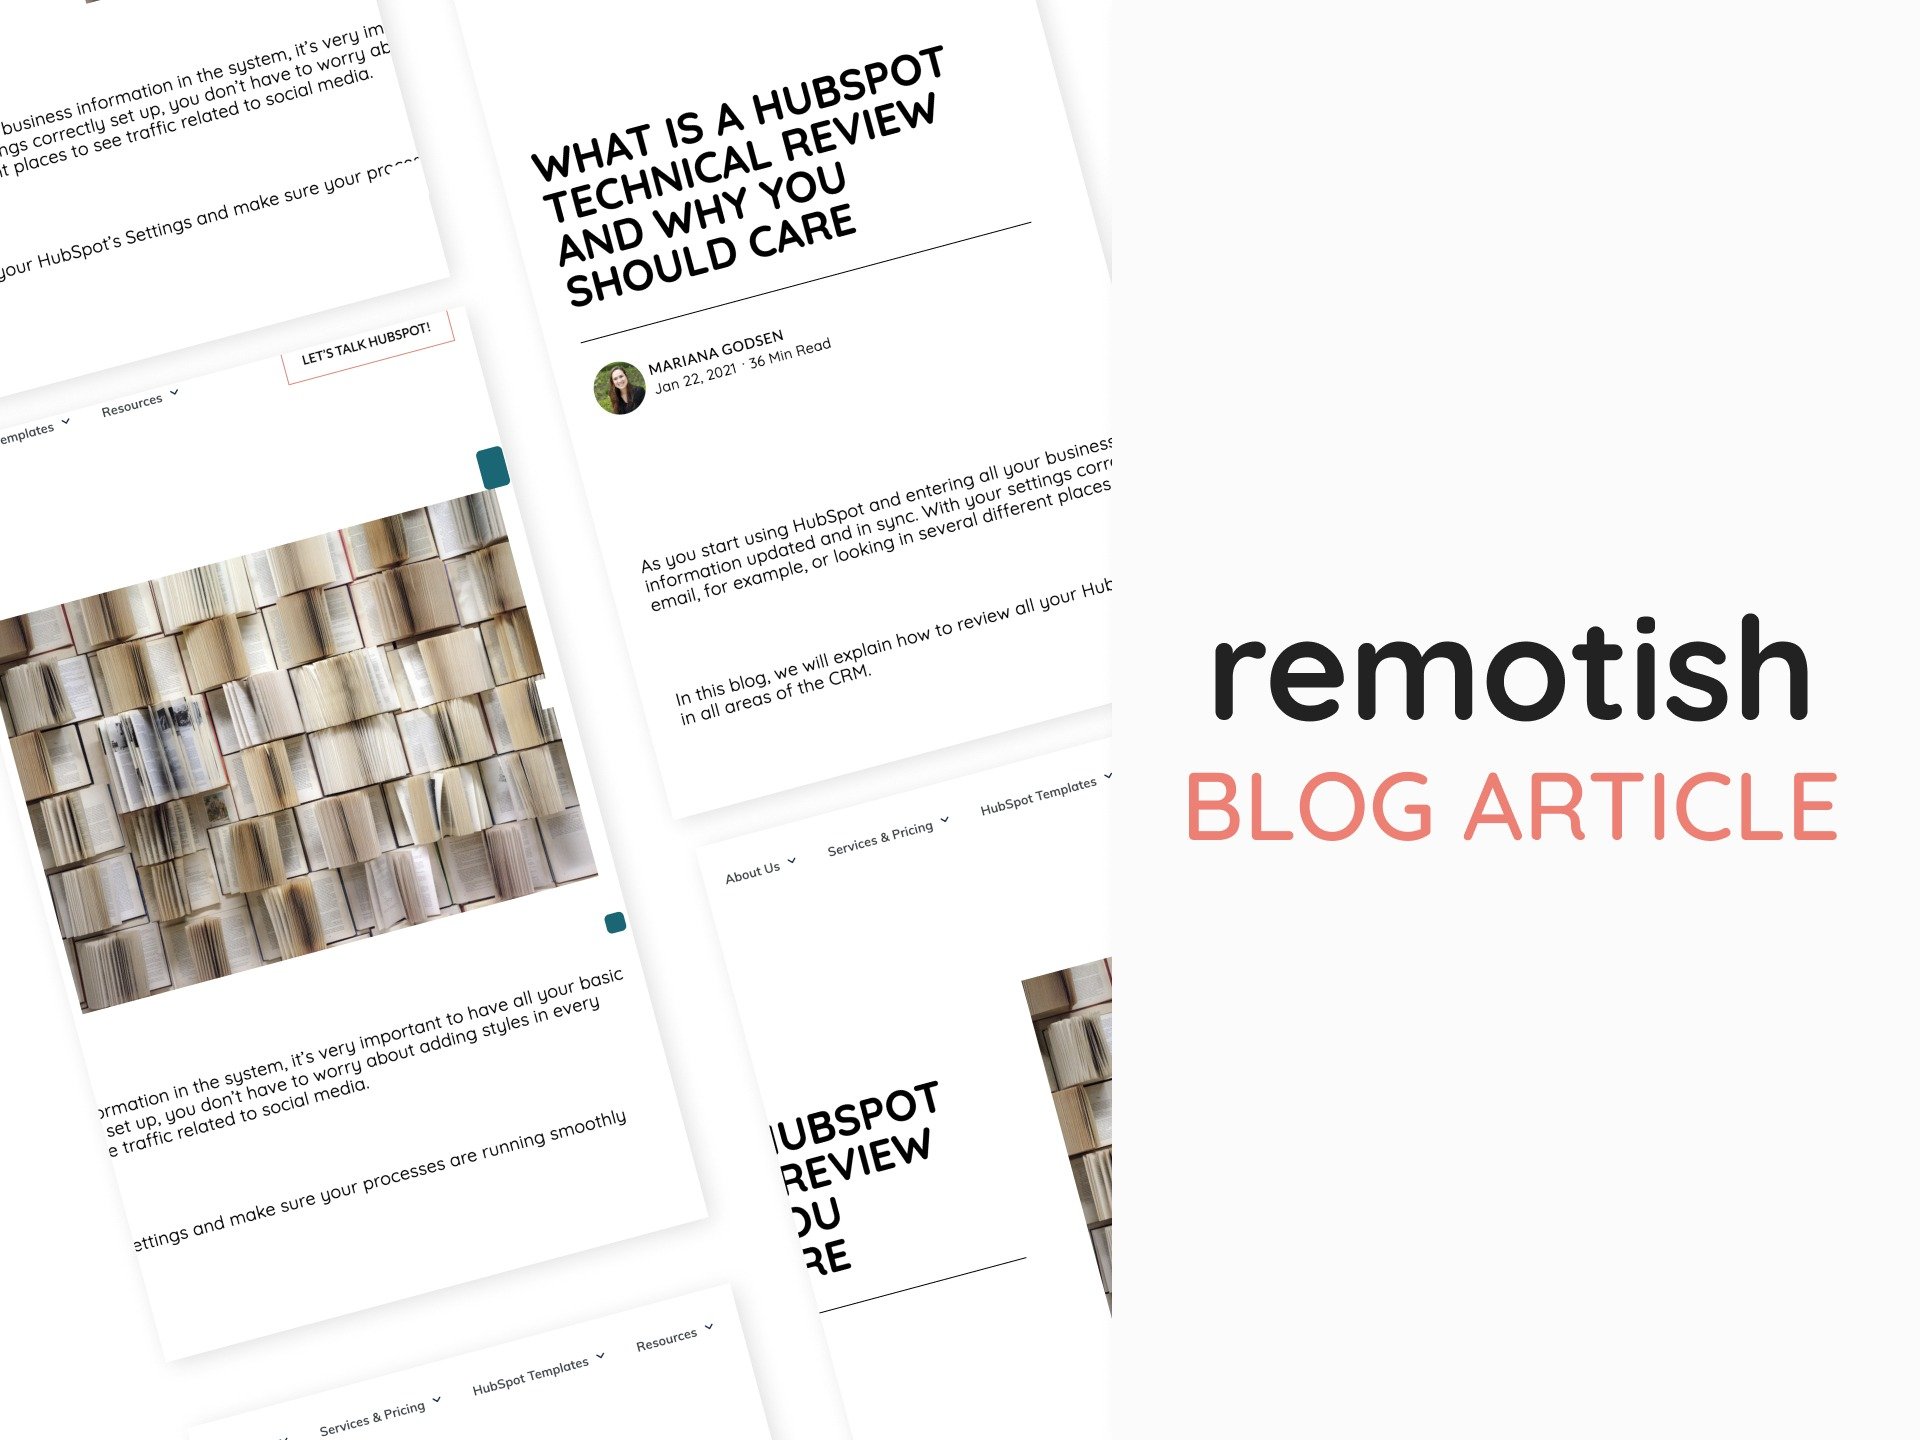 business information in the system, it's very im
ngs correctly set up, you don't have to worry ab
t places to see traffic related to social media.
your HubSpot's Settings and make sure your proces
LET'S TALK HUBSPOT!
emplates
Resources
ormation in the system, it's very important to have all your basic
set up, you don't have to worry about adding styles in every
e traffic related to social media.
ettings and make sure your processes are running smoothly
Services & Pricing
HubSpot Templates
Resources
WHAT IS A HUBSPOT
TECHNICAL REVIEW
AND WHY YOU
SHOULD CARE
MARIANA GODSEN
Jan 22, 2021 · 36 Min Read
As you start using HubSpot and entering all your business
information updated and in sync. With your settings corr
email, for example, or looking in several different places
In this blog, we will explain how to review all your Hub
in all areas of the CRM.
About Us
Services & Pricing
HubSpot Templates
HUBSPOT
REVIEW
OU
RE
remotish
BLOG ARTICLE